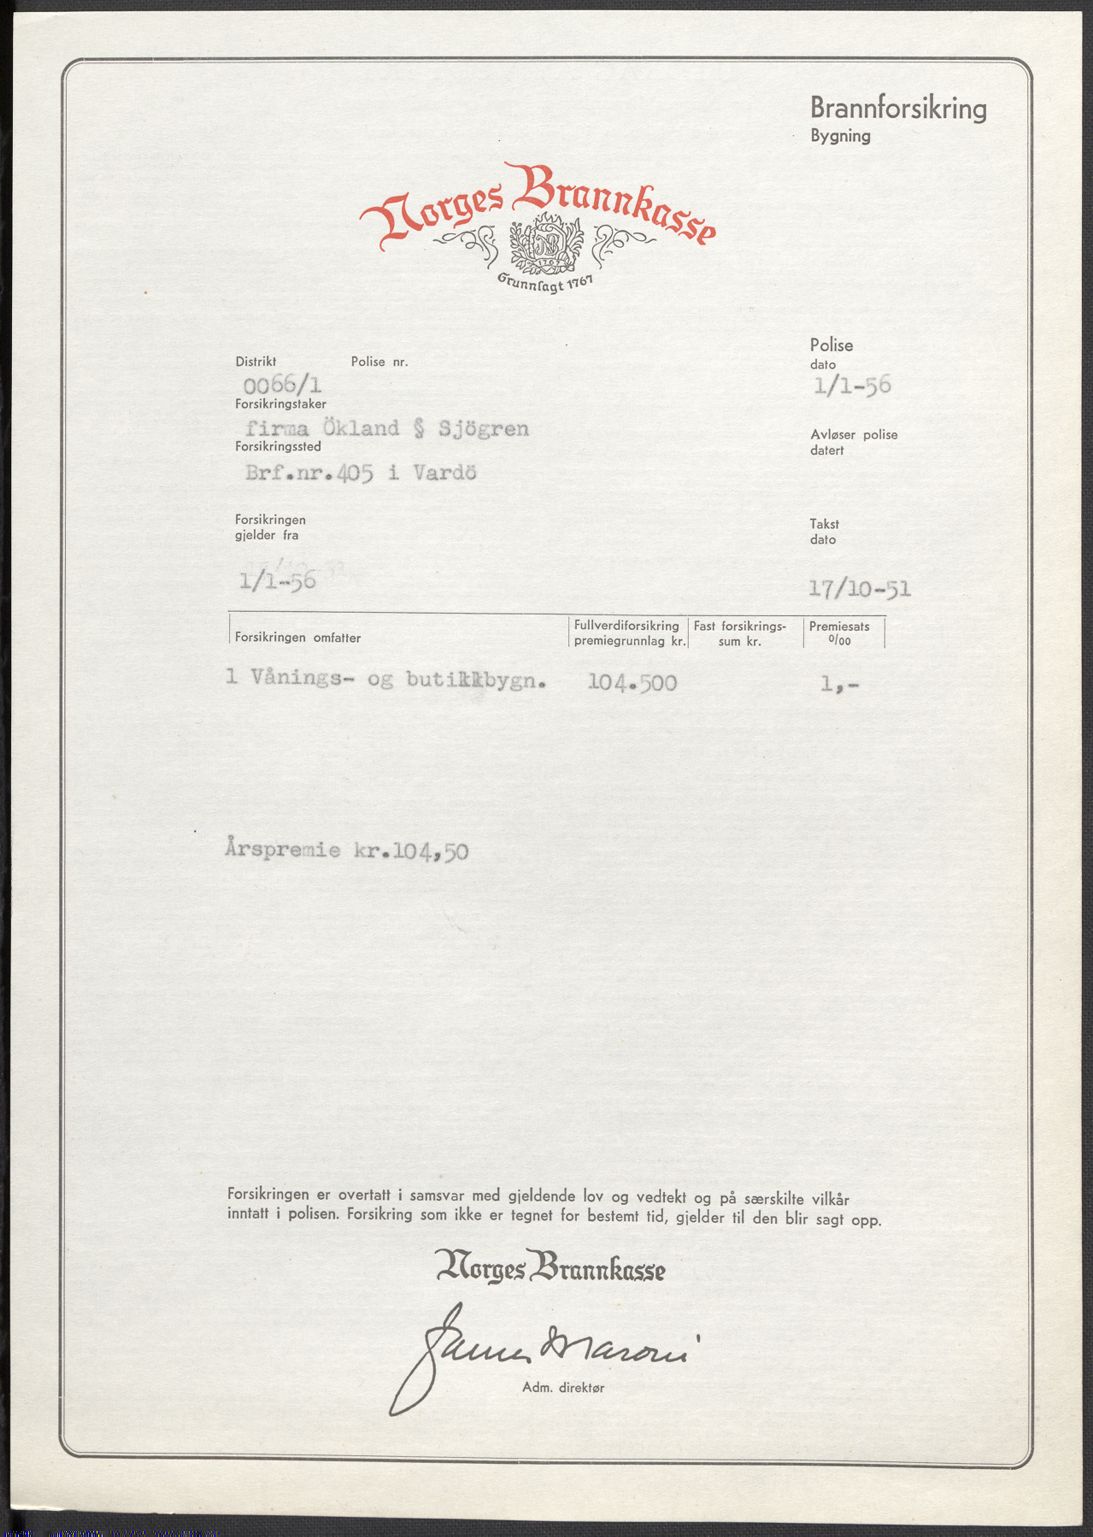 Brannforsikring
Bygning
Norges Brannkasse
Grunnlagt 1767
Polise
dato
1/1-56
Distrikt Polise nr.
0066/1
Forsikringstaker
firma Ökland § Sjögren
Forsikringssted
Brf.nr.405 i Vardö
Avløser polise
datert
Forsikringen
gjelder fra
1/1-56
Takst
dato
17/10-51
Forsikringen omfatter
Fullverdiforsikring
premiegrunnlag kr.
Fast forsikrings-
sum kr.
Premiesats
0/00
1 Vånings- og butikkbygn. 104.500 1,-
Årspremie kr.104,50
Forsikringen er overtatt i samsvar med gjeldende lov og vedtekt og på særskilte vilkår
inntatt i polisen. Forsikring som ikke er tegnet for bestemt tid, gjelder til den blir sagt opp.
Norges Brannkasse
Adm. direktør